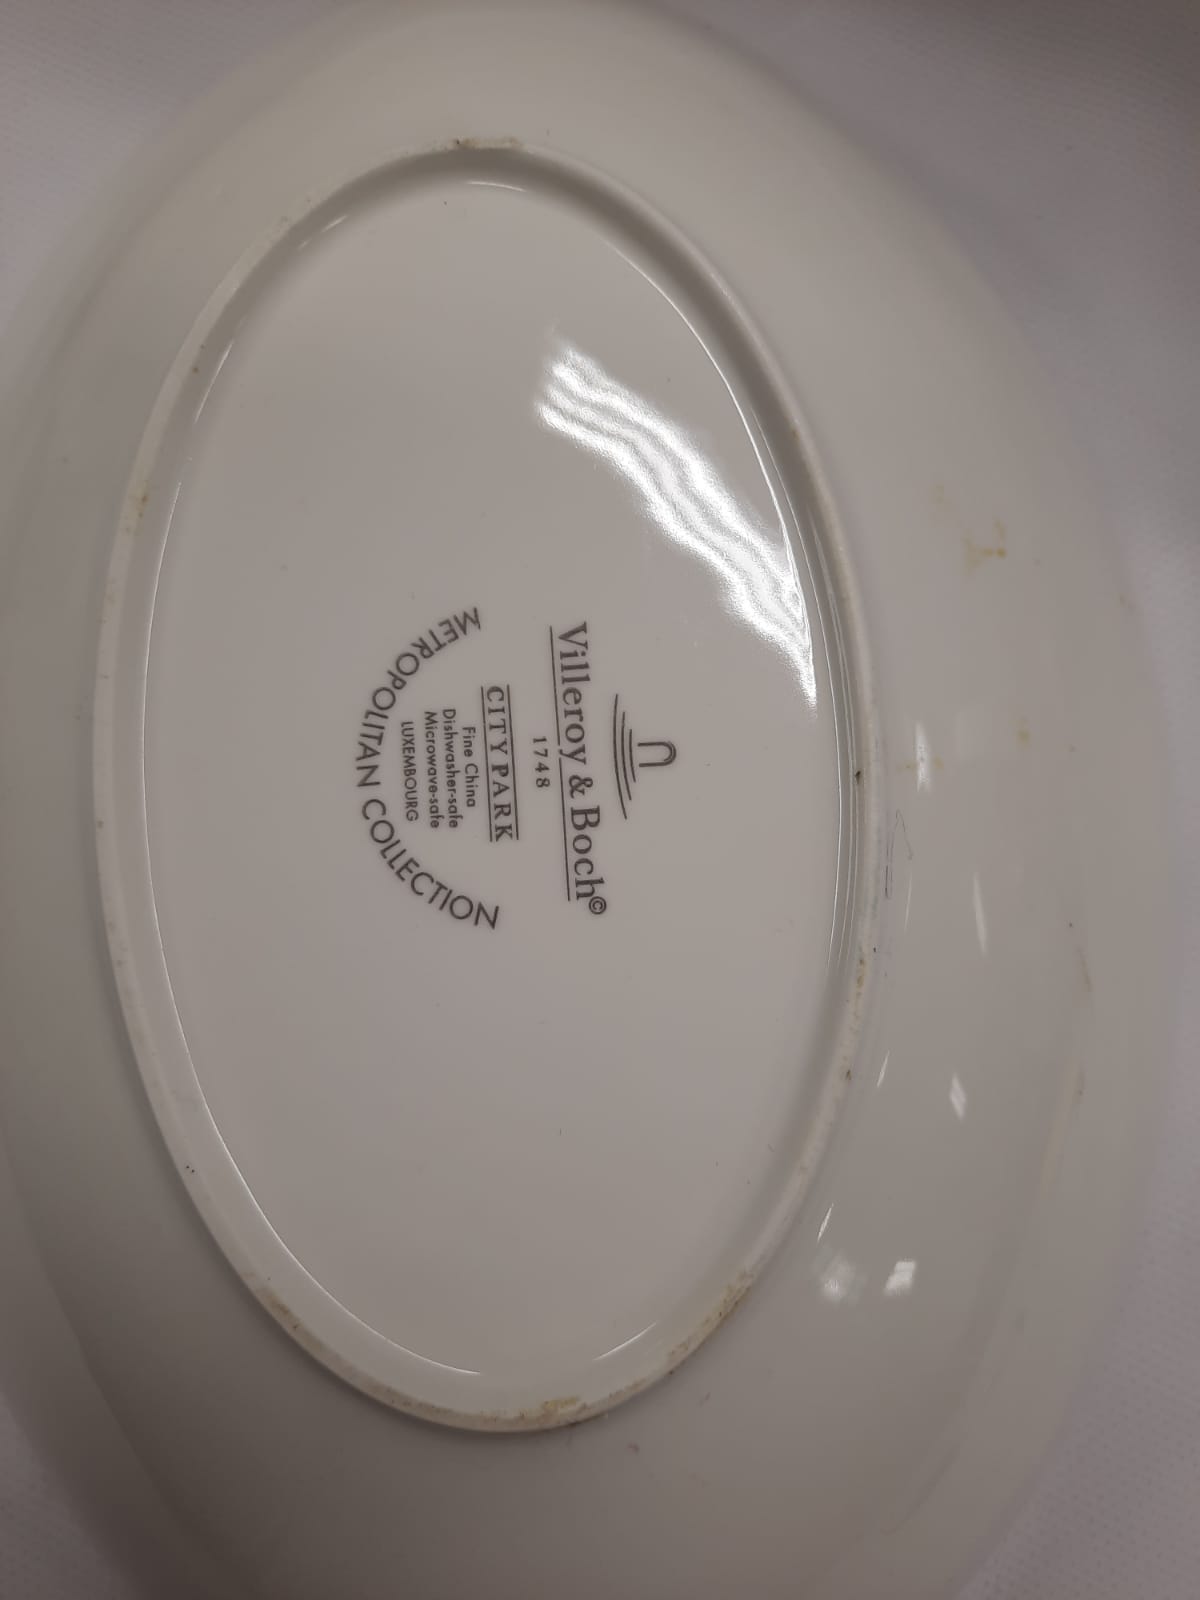 Villeroy & Boch©
1748
CITY PARK
Fine China
Dishwasher-safe
Microwave-safe
LUXEMBOURG
METROPOLITAN COLLECTION